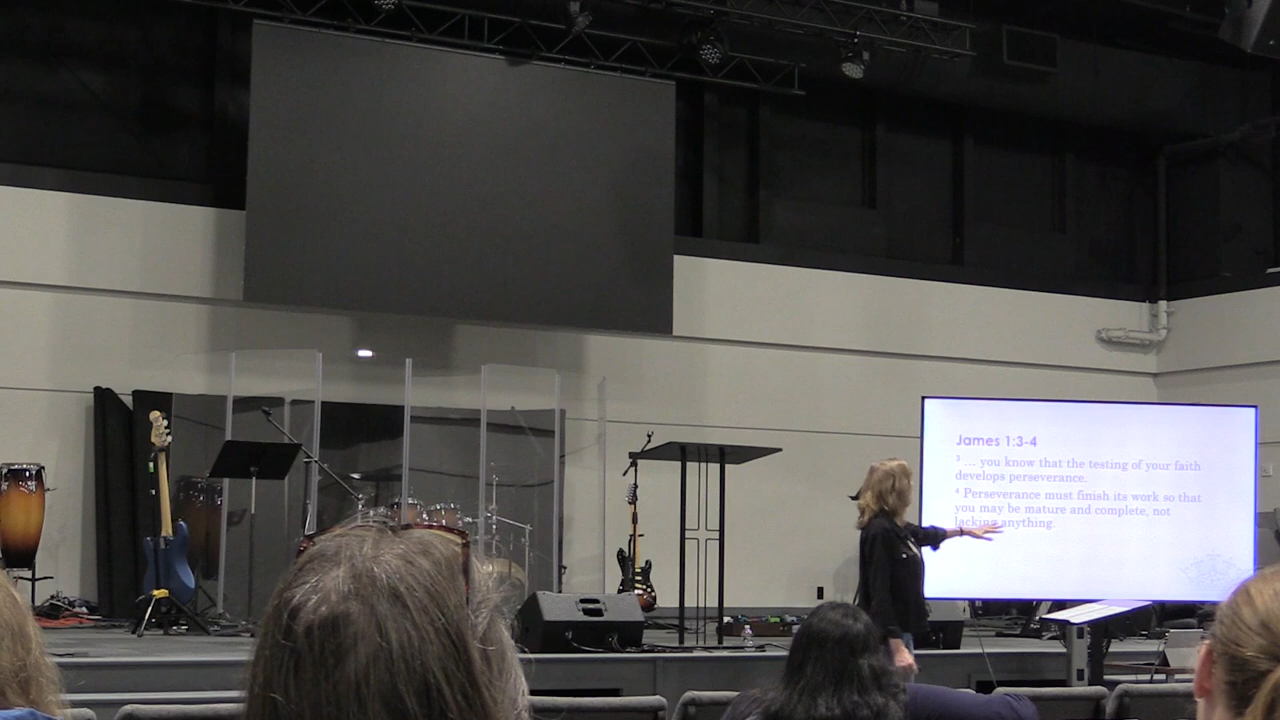 James 1:3-4
3 ... you know that the testing of your faith
develops perseverance.
4 Perseverance must finish its work so that
you may be mature and complete, not
lacking anything.